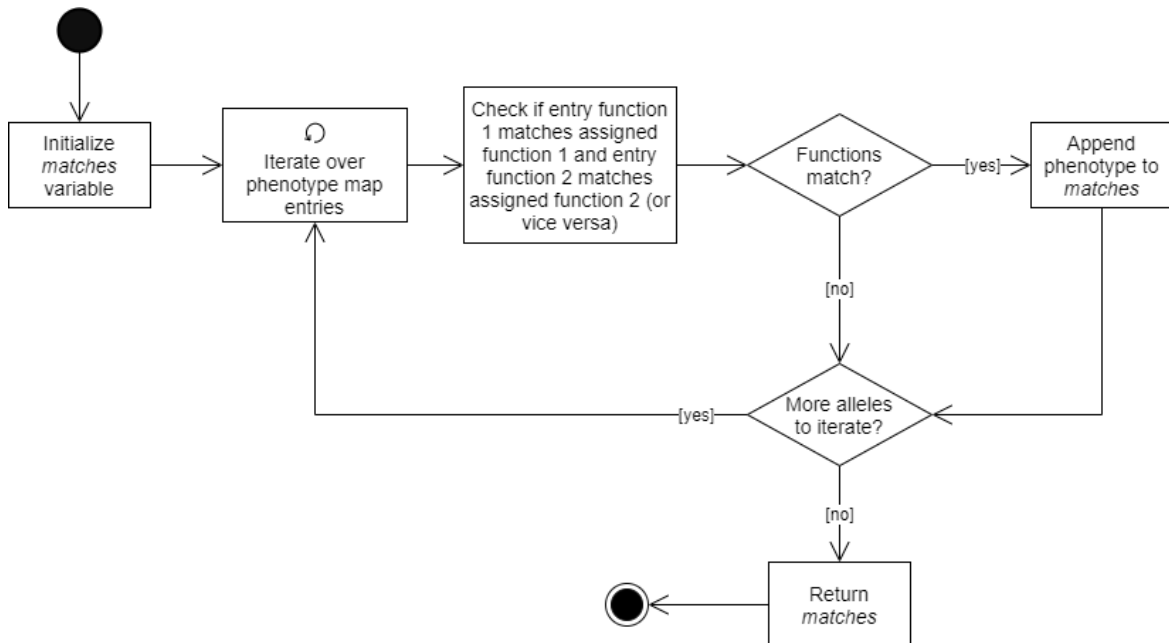 Initialize
matches
variable
Iterate over
phenotype map
entries
Check if entry function
1 matches assigned
function 1 and entry
function 2 matches
assigned function 2 (or
vice versa)
Functions
match?
[yes]
Append
phenotype to
matches
[no]
More alleles
to iterate?
[yes]
[no]
Return
matches